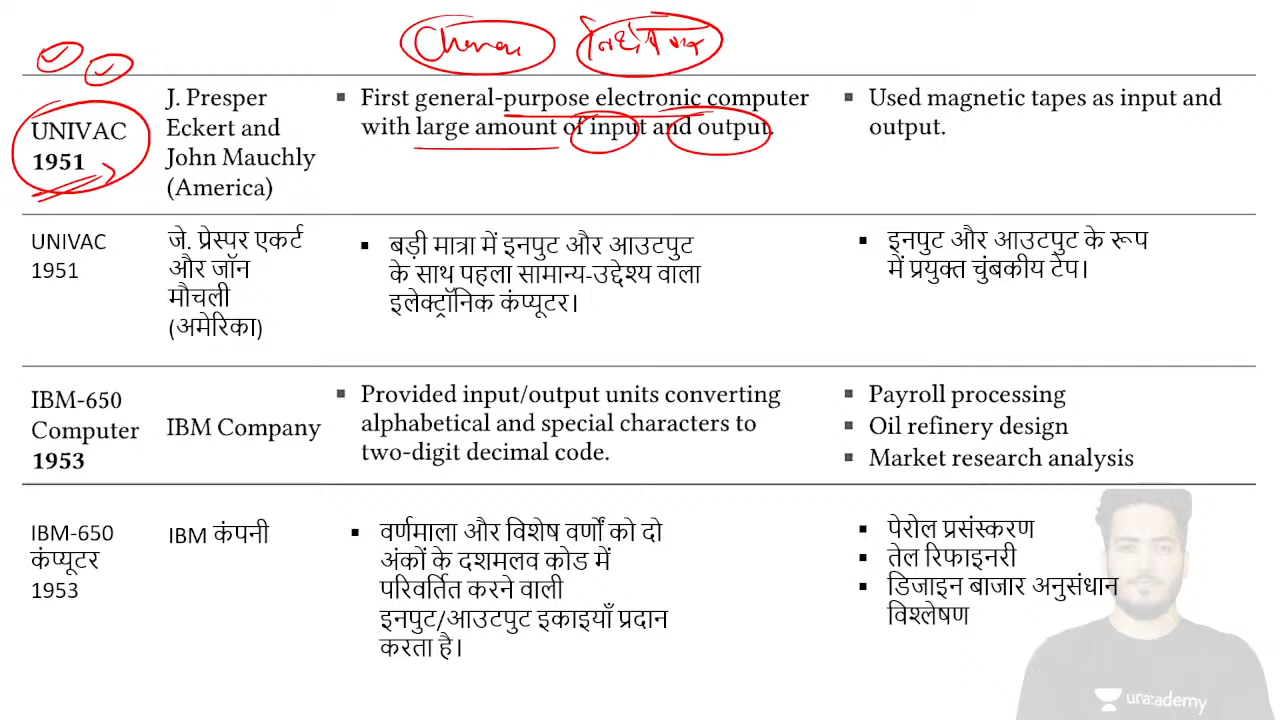 UNIVAC
1951
J. Presper
Eckert and
John Mauchly
(America)
▪ First general-purpose electronic computer
with large amount of input and output.
▪ Used magnetic tapes as input and
output.
UNIVAC
1951
जे. प्रेस्पर एकर्ट
और जॉन
मौचली
(अमेरिका)
▪ बड़ी मात्रा में इनपुट और आउटपुट
के साथ पहला सामान्य-उद्देश्य वाला
इलेक्ट्रॉनिक कंप्यूटर।
▪ इनपुट और आउटपुट के रूप
में प्रयुक्त चुंबकीय टेप।
IBM-650
Computer
1953
IBM Company
▪ Provided input/output units converting
alphabetical and special characters to
two-digit decimal code.
▪ Payroll processing
▪ Oil refinery design
▪ Market research analysis
IBM-650
कंप्यूटर
1953
IBM कंपनी
▪ वर्णमाला और विशेष वर्णों को दो
अंकों के दशमलव कोड में
परिवर्तित करने वाली
इनपुट/आउटपुट इकाइयाँ प्रदान
करता है।
▪ पेरोल प्रसंस्करण
▪ तेल रिफाइनरी
▪ डिजाइन बाजार अनुसंधान
विश्लेषण
unacademy